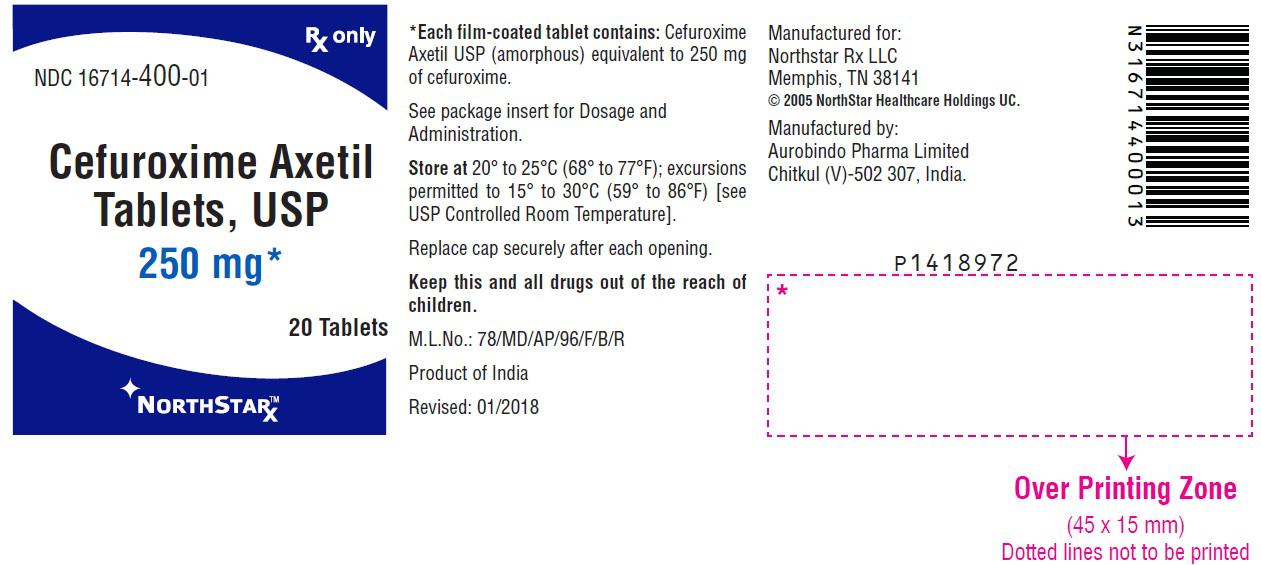 Rx only
NDC 16714-400-01
Cefuroxime Axetil
Tablets, USP
250 mg*
20 Tablets
NORTHSTARx™
*Each film-coated tablet contains: Cefuroxime
Axetil USP (amorphous) equivalent to 250 mg
of cefuroxime.
See package insert for Dosage and
Administration.
Store at 20° to 25°C (68° to 77°F); excursions
permitted to 15° to 30°C (59° to 86°F) [see
USP Controlled Room Temperature].
Replace cap securely after each opening.
Keep this and all drugs out of the reach of
children.
M.L.No.: 78/MD/AP/96/F/B/R
Product of India
Revised: 01/2018
Manufactured for:
Northstar Rx LLC
Memphis, TN 38141
© 2005 NorthStar Healthcare Holdings UC.
Manufactured by:
Aurobindo Pharma Limited
Chitkul (V)-502 307, India.
N316714400013
P1418972
*
Over Printing Zone
(45 x 15 mm)
Dotted lines not to be printed